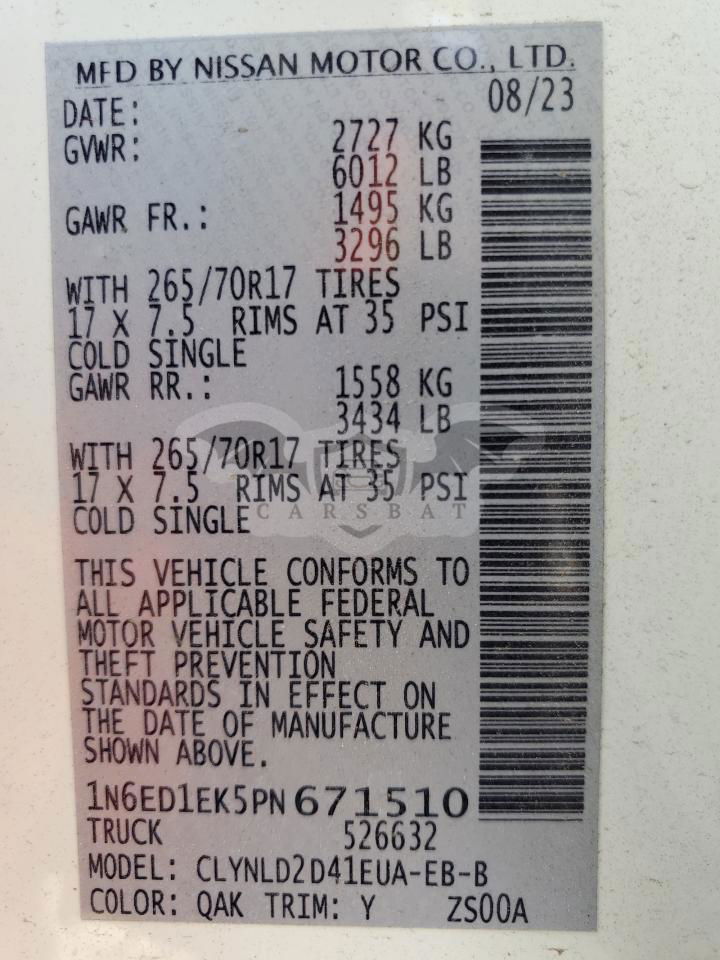 MFD BY NISSAN MOTOR CO., LTD.
DATE: 08/23
GVWR: 2727 KG
6012 LB
GAWR FR.: 1495 KG
3296 LB
WITH 265/70R17 TIRES
17 X 7.5 RIMS AT 35 PSI
COLD SINGLE
GAWR RR.: 1558 KG
3434 LB
WITH 265/70R17 TIRES
17 X 7.5 RIMS AT 35 PSI
COLD SINGLE
CARSBAT
THIS VEHICLE CONFORMS TO
ALL APPLICABLE FEDERAL
MOTOR VEHICLE SAFETY AND
THEFT PREVENTION
STANDARDS IN EFFECT ON
THE DATE OF MANUFACTURE
SHOWN ABOVE.
1N6ED1EK5PN671510
TRUCK 526632
MODEL: CLYNLD2D41EUA-EB-B
COLOR: QAK TRIM: Y ZS00A